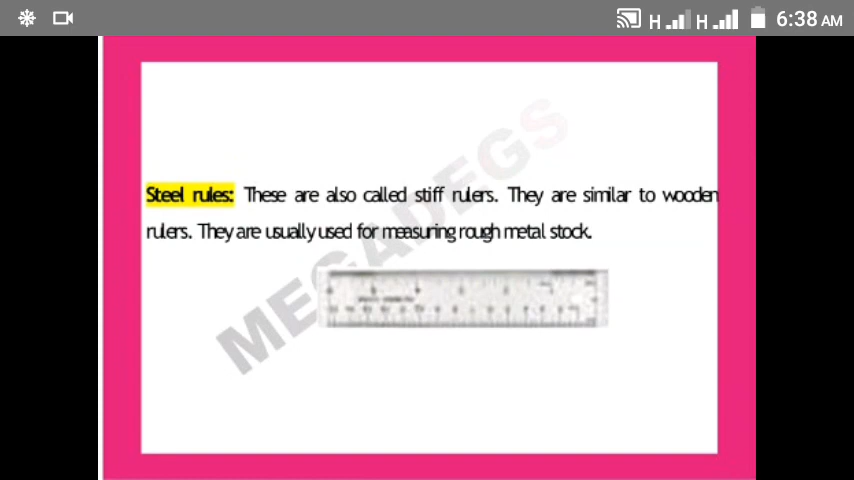 H H 6:38 AM
MEGADEGS
Steel rules: These are also called stiff rulers. They are similar to wooden
rulers. They are usually used for measuring rough metal stock.